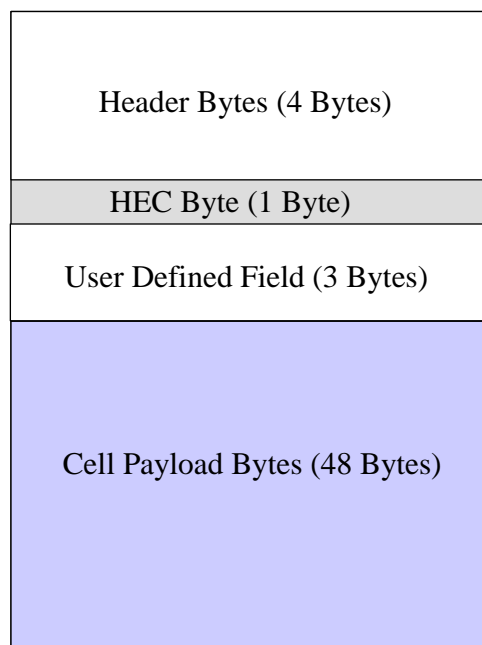 Header Bytes (4 Bytes)
HEC Byte (1 Byte)
User Defined Field (3 Bytes)
Cell Payload Bytes (48 Bytes)